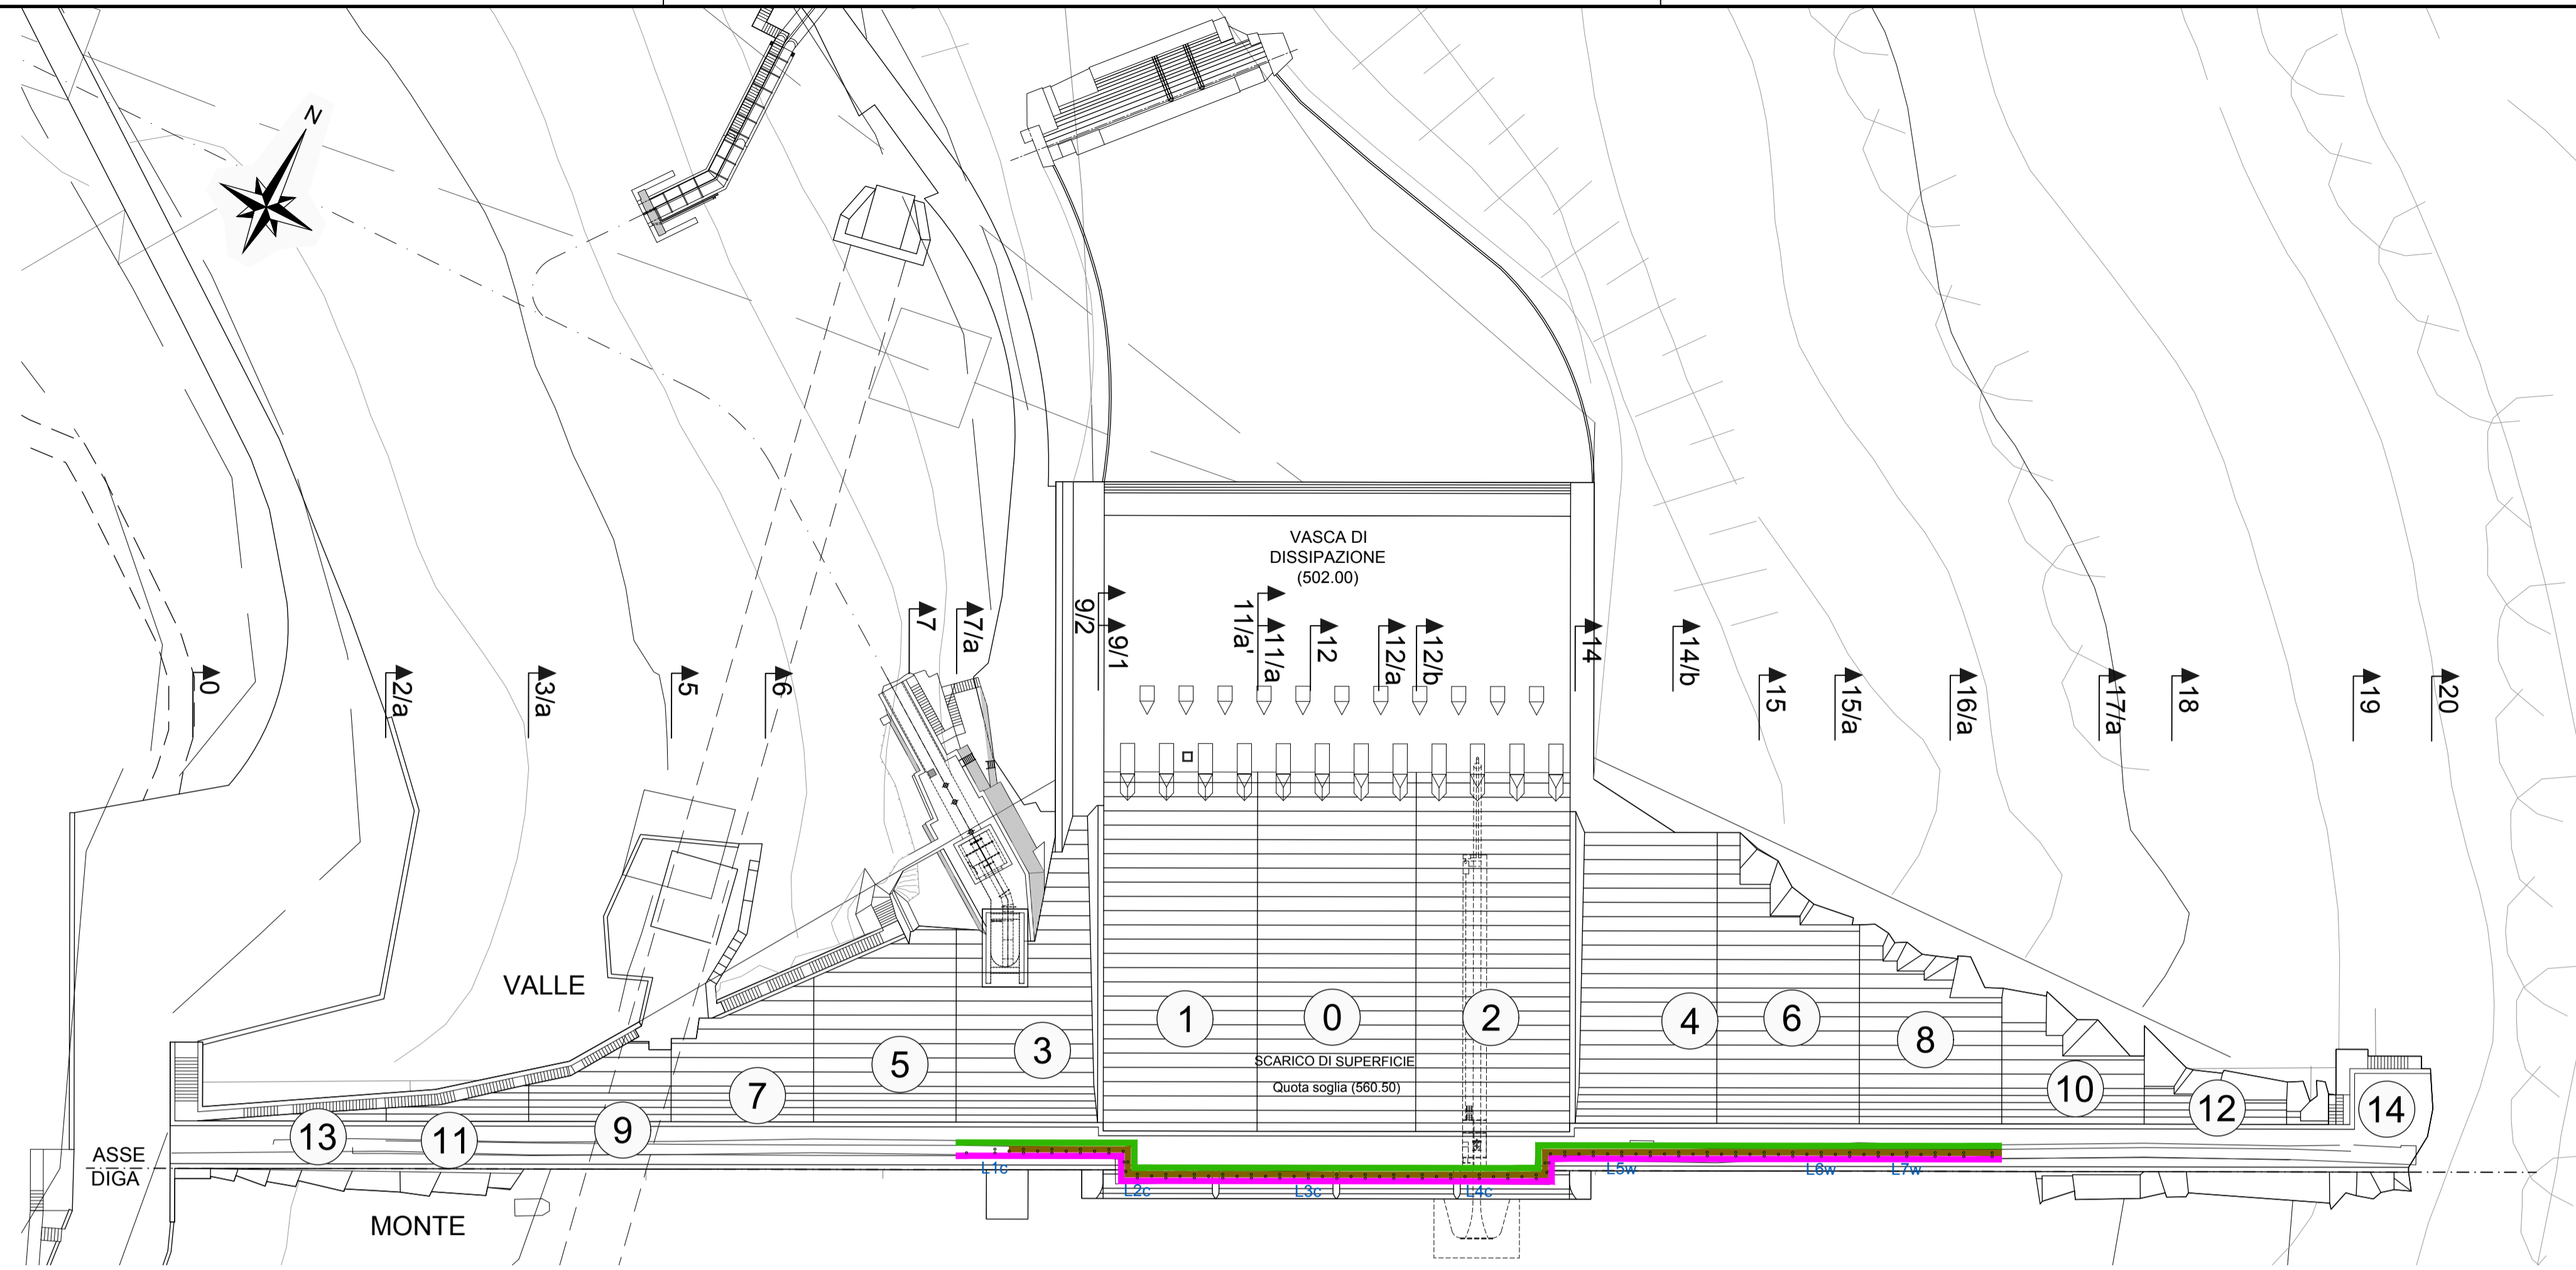 N
VASCA DI
DISSIPAZIONE
(502.00)
0
2/a
3/a
5
6
7
7/a
9/2
9/1
11/a'
11/a
12
12/a
12/b
14
14/b
15
15/a
16/a
17/a
18
19
20
VALLE
13
11
9
7
5
3
1
0
2
4
6
8
10
12
14
SCARICO DI SUPERFICIE
Quota soglia (560.50)
ASSE
DIGA
MONTE
L1c
L2c
L3c
L4c
L5w
L6w
L7w